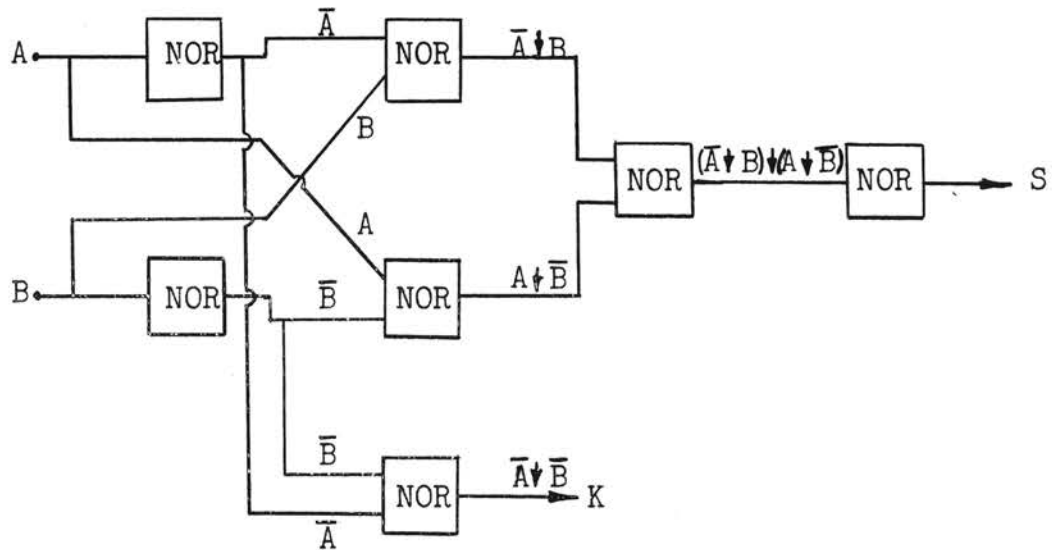 A̅
A NOR NOR A̅↓B
B
NOR (A̅↓B)↓(A↓B̅) NOR S
A
B NOR B̅ NOR A↓B̅
B̅ NOR A̅↓B̅ K
A̅